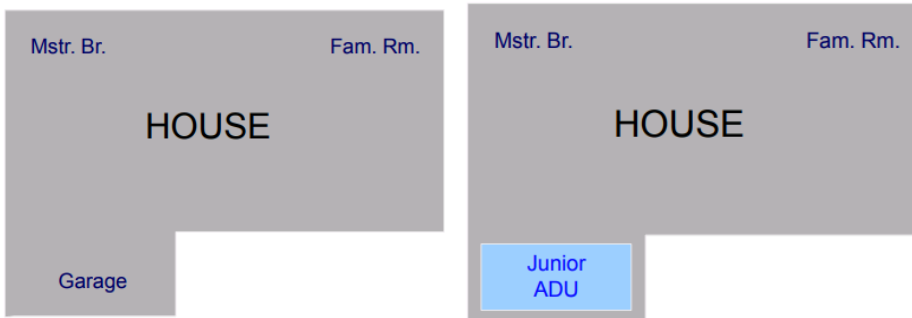 Mstr. Br.
Fam. Rm.
HOUSE
Garage
Mstr. Br.
Fam. Rm.
HOUSE
Junior
ADU